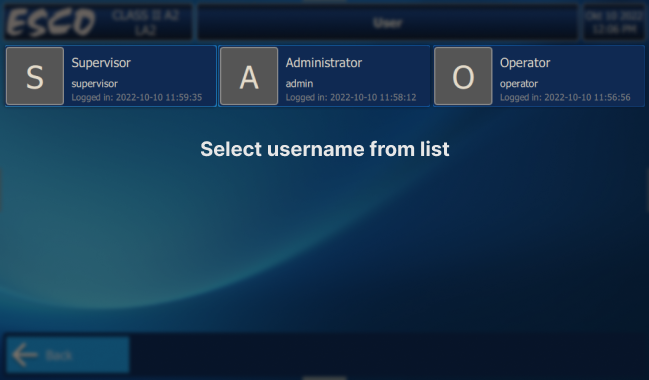 ESCO
CLASS II A2
LA2
User
Oct 10 2022
12:06 PM
S
Supervisor
supervisor
Logged in: 2022-10-10 11:59:35
A
Administrator
admin
Logged in: 2022-10-10 11:58:12
O
Operator
operator
Logged in: 2022-10-10 11:56:56
Select username from list
Back